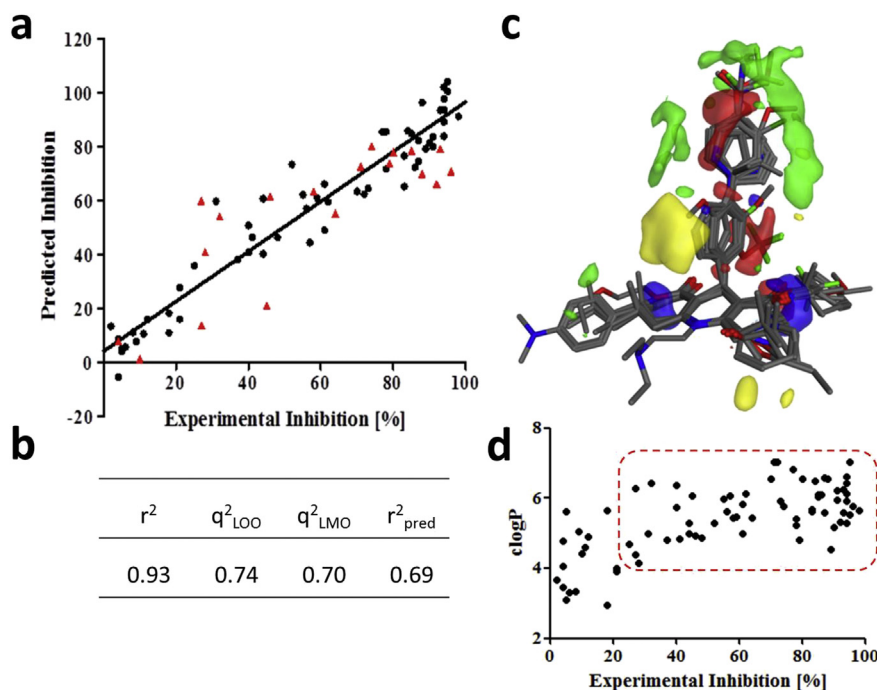 a
120
100
80
60
40
20
0
-20
20 40 60 80 100
Predicted Inhibition
Experimental Inhibition [%]
b
r² q²LOO q²LMO r²pred
0.93 0.74 0.70 0.69
c
d
8
6
4
2
0 20 40 60 80 100
clogP
Experimental Inhibition [%]